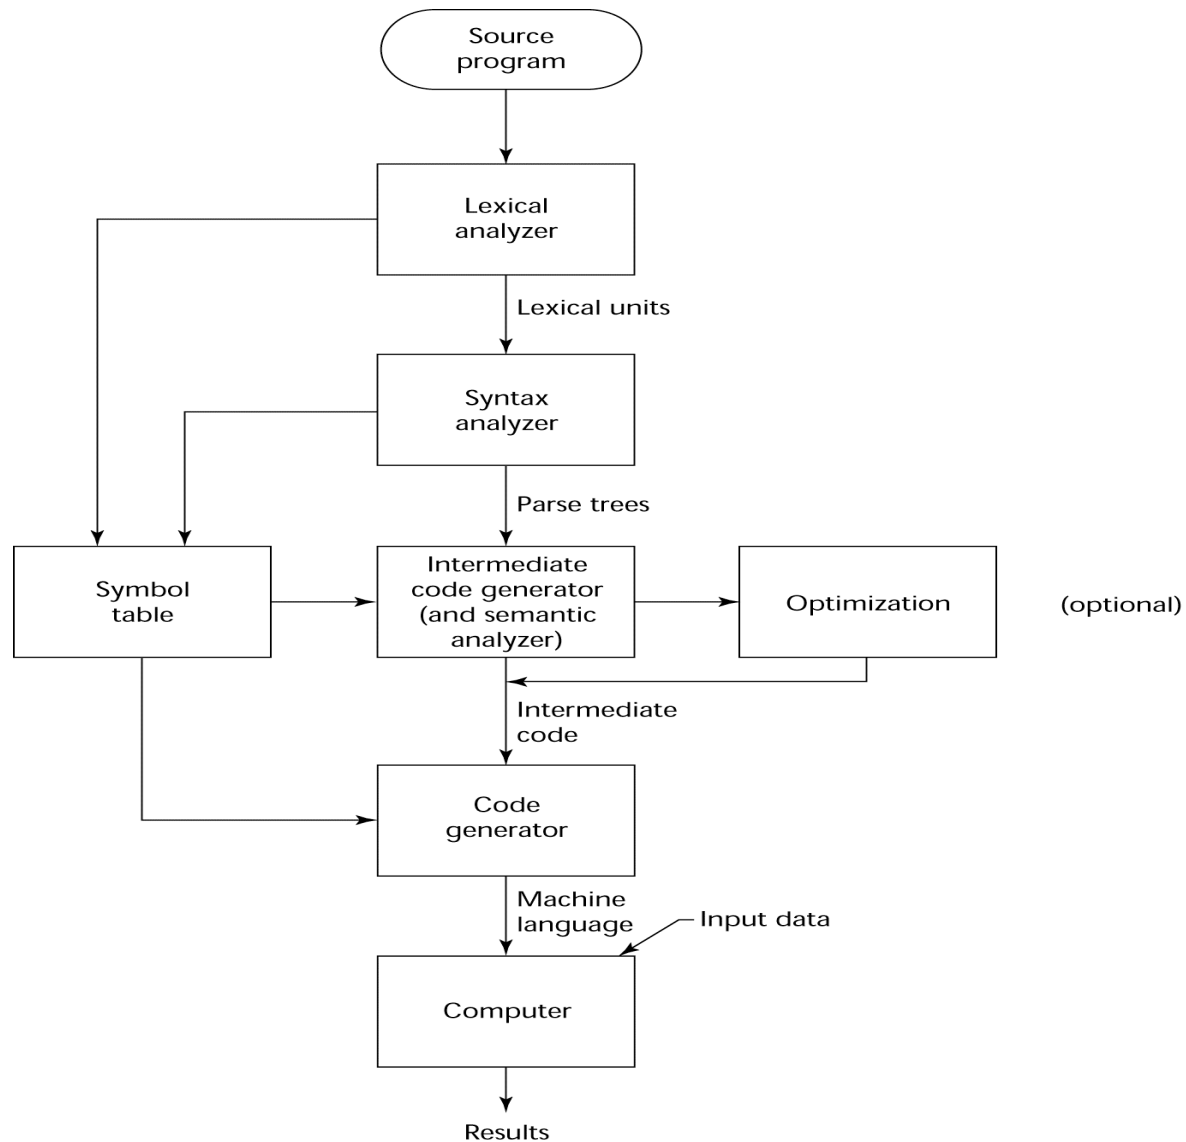 Source
program
Lexical
analyzer
Lexical units
Syntax
analyzer
Parse trees
Symbol
table
Intermediate
code generator
(and semantic
analyzer)
Optimization
(optional)
Intermediate
code
Code
generator
Machine
language
Input data
Computer
Results